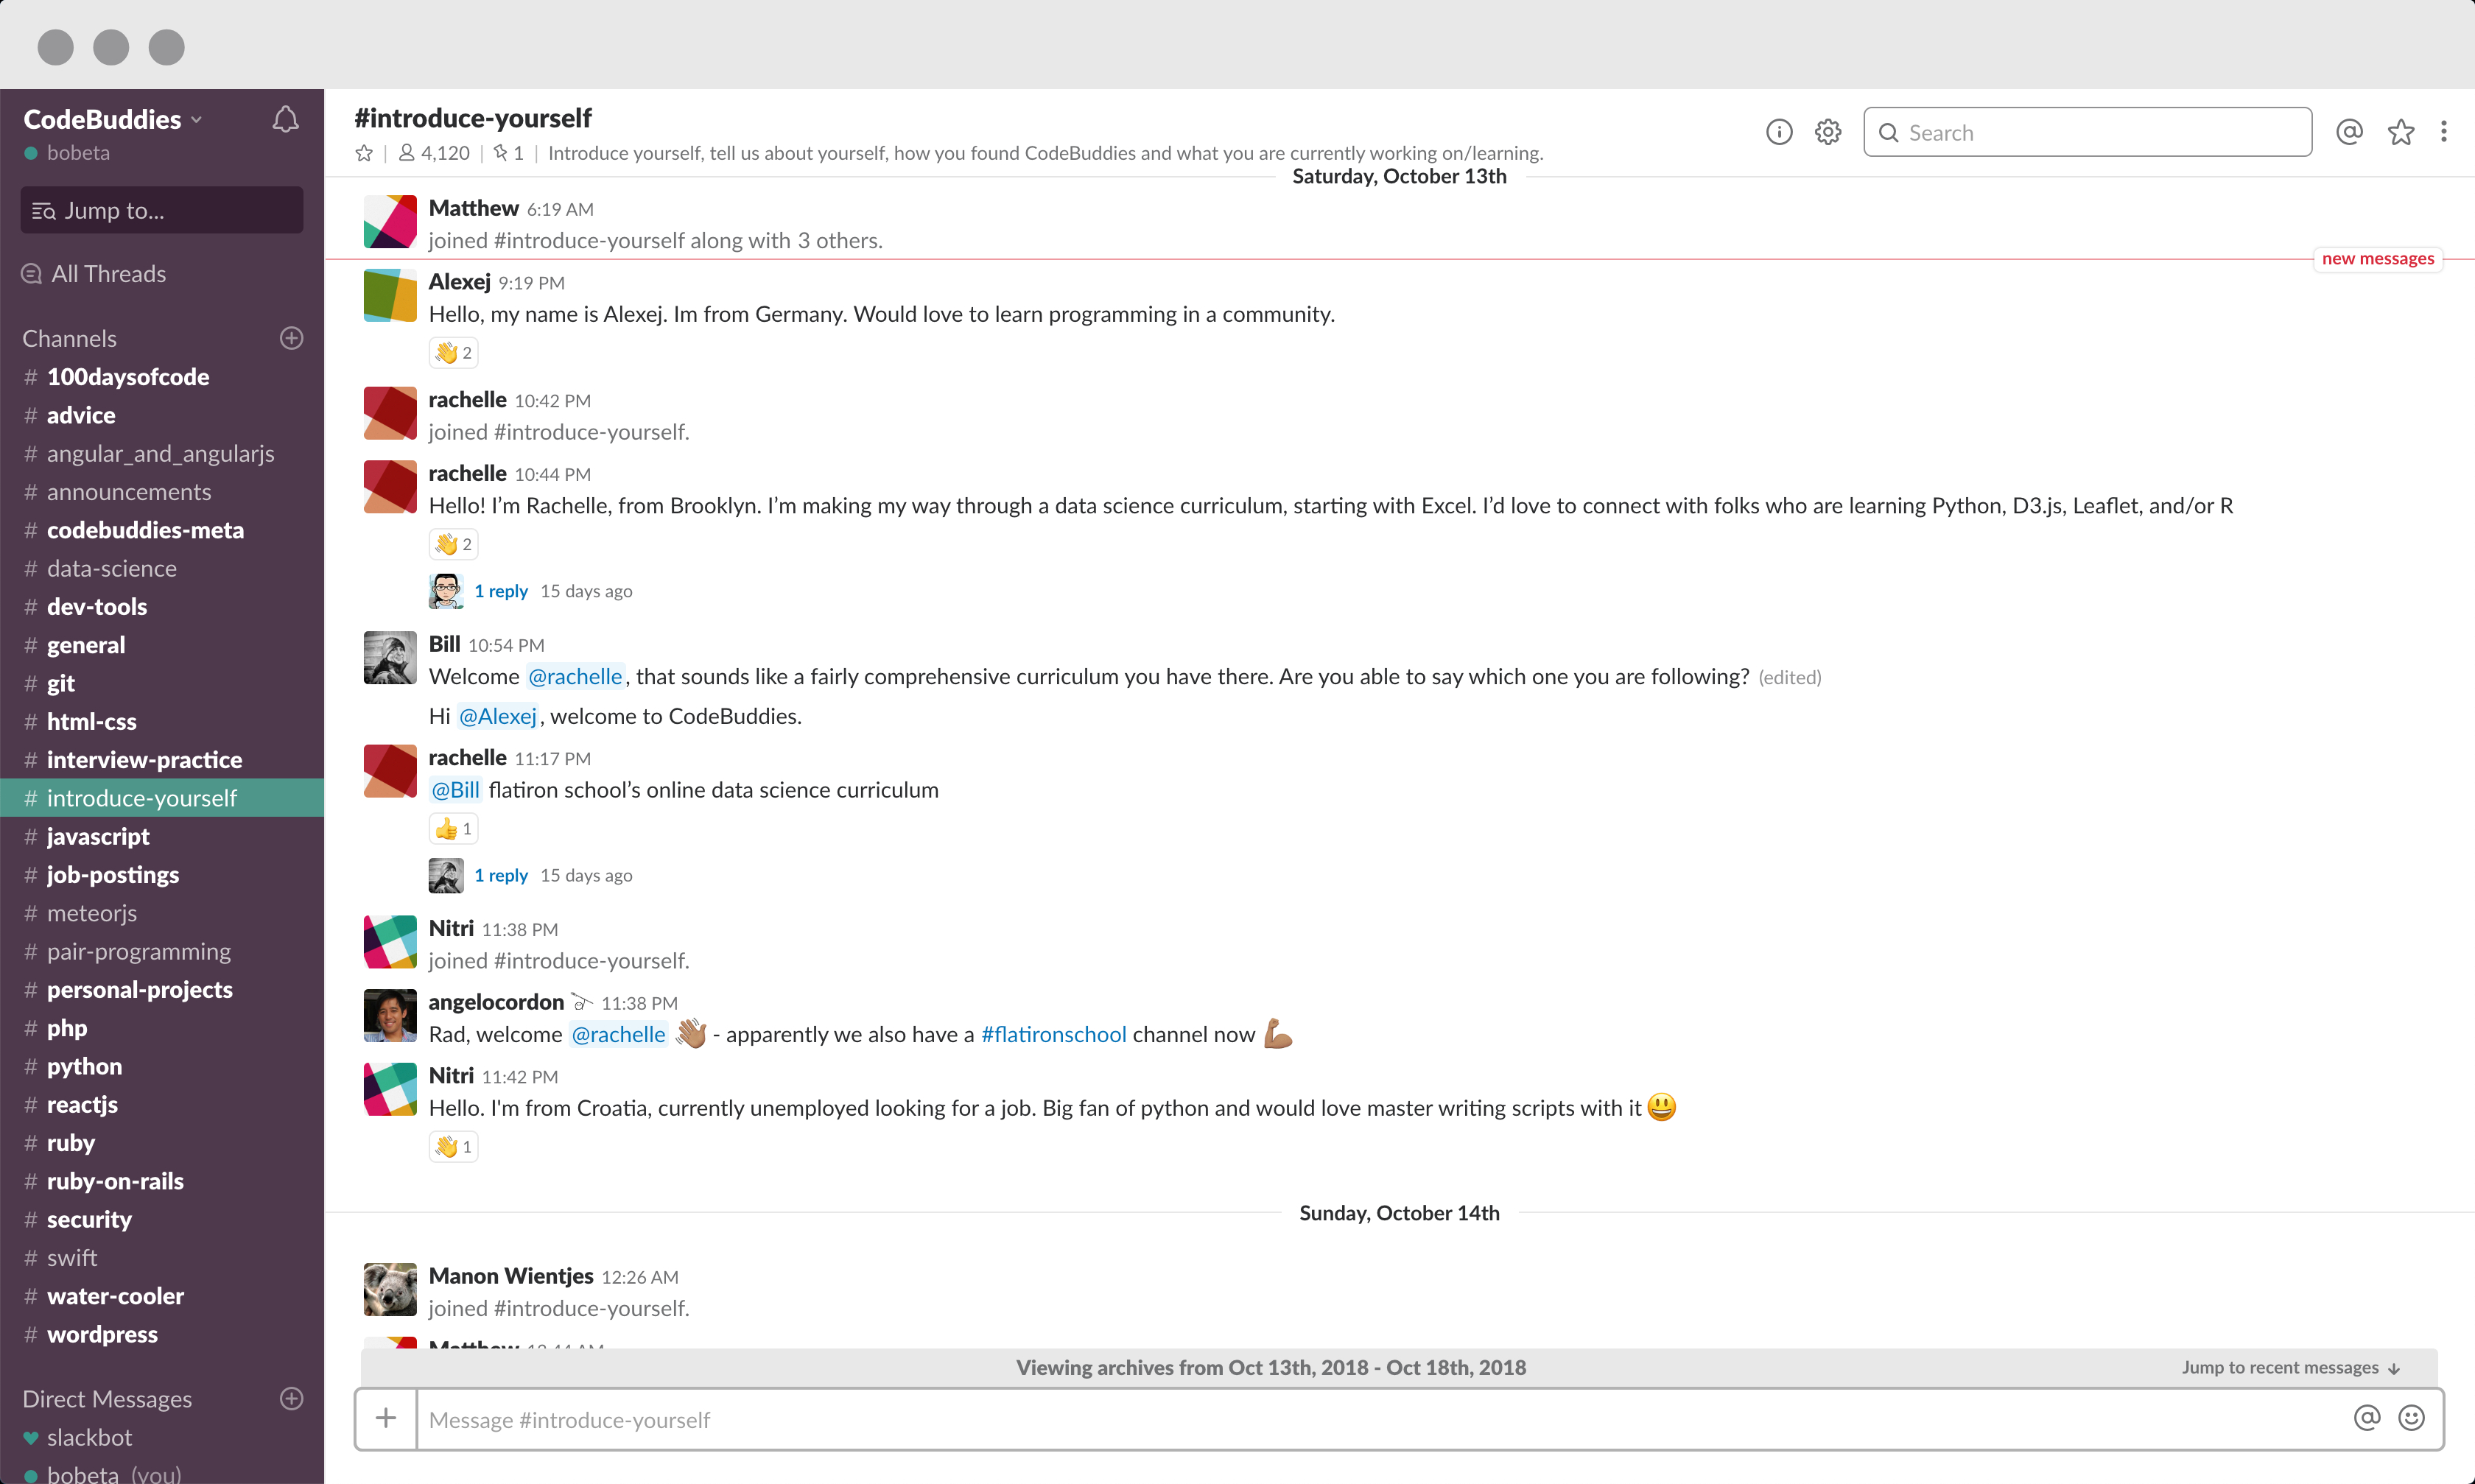 CodeBuddies
bobeta
Jump to...
All Threads
Channels
# 100daysofcode
# advice
# angular_and_angularjs
# announcements
# codebuddies-meta
# data-science
# dev-tools
# general
# git
# html-css
# interview-practice
# introduce-yourself
# javascript
# job-postings
# meteorjs
# pair-programming
# personal-projects
# php
# python
# reactjs
# ruby
# ruby-on-rails
# security
# swift
# water-cooler
# wordpress
Direct Messages
slackbot
bobeta (you)
#introduce-yourself
4,120 | 1 | Introduce yourself, tell us about yourself, how you found CodeBuddies and what you are currently working on/learning.
Search
Saturday, October 13th
Matthew 6:19 AM
joined #introduce-yourself along with 3 others.
new messages
Alexej 9:19 PM
Hello, my name is Alexej. Im from Germany. Would love to learn programming in a community.
👋 2
rachelle 10:42 PM
joined #introduce-yourself.
rachelle 10:44 PM
Hello! I’m Rachelle, from Brooklyn. I’m making my way through a data science curriculum, starting with Excel. I’d love to connect with folks who are learning Python, D3.js, Leaflet, and/or R
👋 2
1 reply 15 days ago
Bill 10:54 PM
Welcome @rachelle, that sounds like a fairly comprehensive curriculum you have there. Are you able to say which one you are following? (edited)
Hi @Alexej, welcome to CodeBuddies.
rachelle 11:17 PM
@Bill flatiron school’s online data science curriculum
👍 1
1 reply 15 days ago
Nitri 11:38 PM
joined #introduce-yourself.
angelocordon 11:38 PM
Rad, welcome @rachelle 👋🏽 - apparently we also have a #flatironschool channel now 💪🏽
Nitri 11:42 PM
Hello. I'm from Croatia, currently unemployed looking for a job. Big fan of python and would love master writing scripts with it 😃
👋 1
Sunday, October 14th
Manon Wientjes 12:26 AM
joined #introduce-yourself.
Matthew 12:44 AM
Viewing archives from Oct 13th, 2018 - Oct 18th, 2018
Jump to recent messages ↓
Message #introduce-yourself